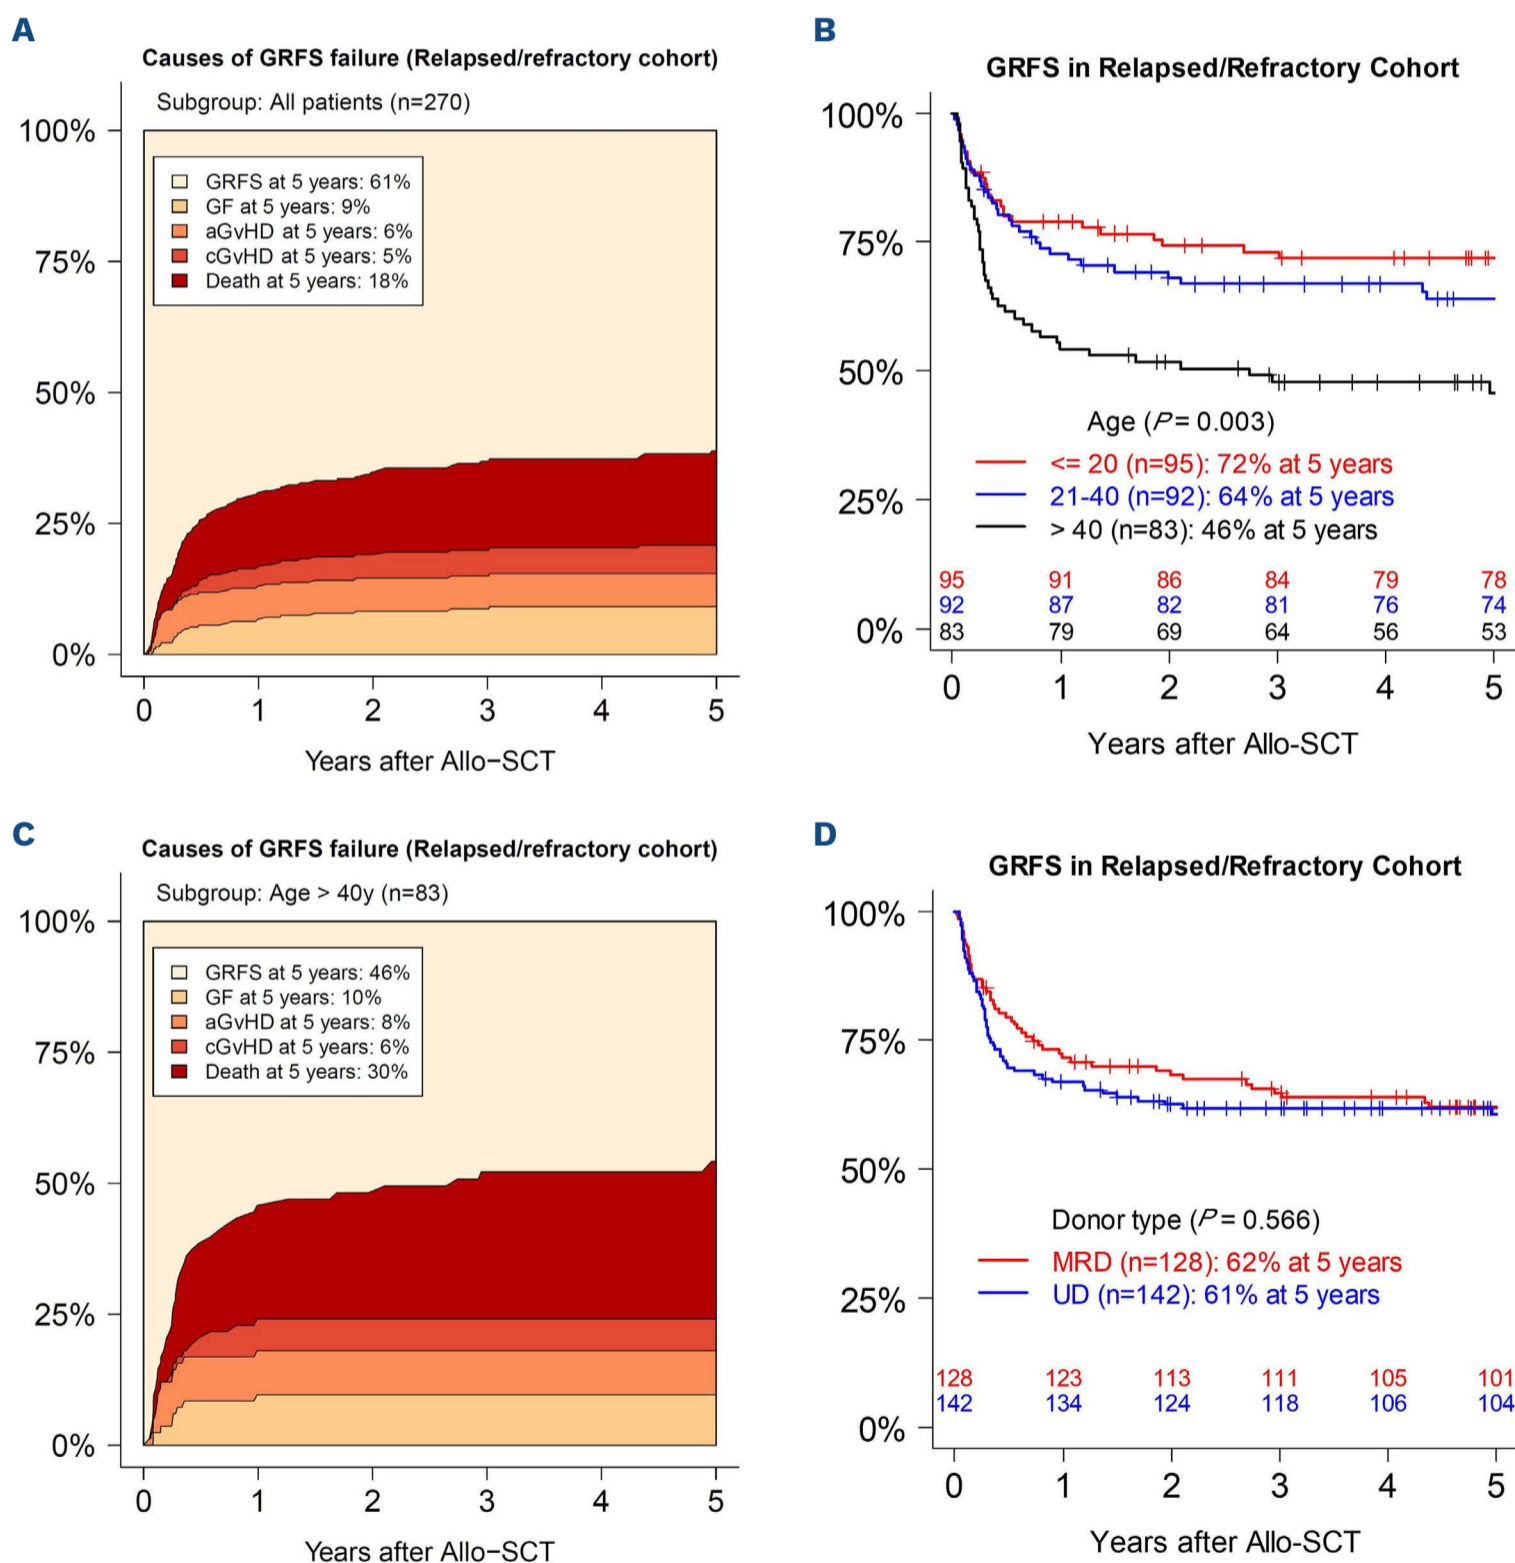 A
Causes of GRFS failure (Relapsed/refractory cohort)
Subgroup: All patients (n=270)
100%
75%
50%
25%
0%
GRFS at 5 years: 61%
GF at 5 years: 9%
aGvHD at 5 years: 6%
cGvHD at 5 years: 5%
Death at 5 years: 18%
0 1 2 3 4 5
Years after Allo−SCT
B
GRFS in Relapsed/Refractory Cohort
100%
75%
50%
25%
0%
Age (P = 0.003)
<= 20 (n=95): 72% at 5 years
21-40 (n=92): 64% at 5 years
> 40 (n=83): 46% at 5 years
95 91 86 84 79 78
92 87 82 81 76 74
83 79 69 64 56 53
0 1 2 3 4 5
Years after Allo-SCT
C
Causes of GRFS failure (Relapsed/refractory cohort)
Subgroup: Age > 40y (n=83)
100%
75%
50%
25%
0%
GRFS at 5 years: 46%
GF at 5 years: 10%
aGvHD at 5 years: 8%
cGvHD at 5 years: 6%
Death at 5 years: 30%
0 1 2 3 4 5
Years after Allo−SCT
D
GRFS in Relapsed/Refractory Cohort
100%
75%
50%
25%
0%
Donor type (P = 0.566)
MRD (n=128): 62% at 5 years
UD (n=142): 61% at 5 years
128 123 113 111 105 101
142 134 124 118 106 104
0 1 2 3 4 5
Years after Allo-SCT